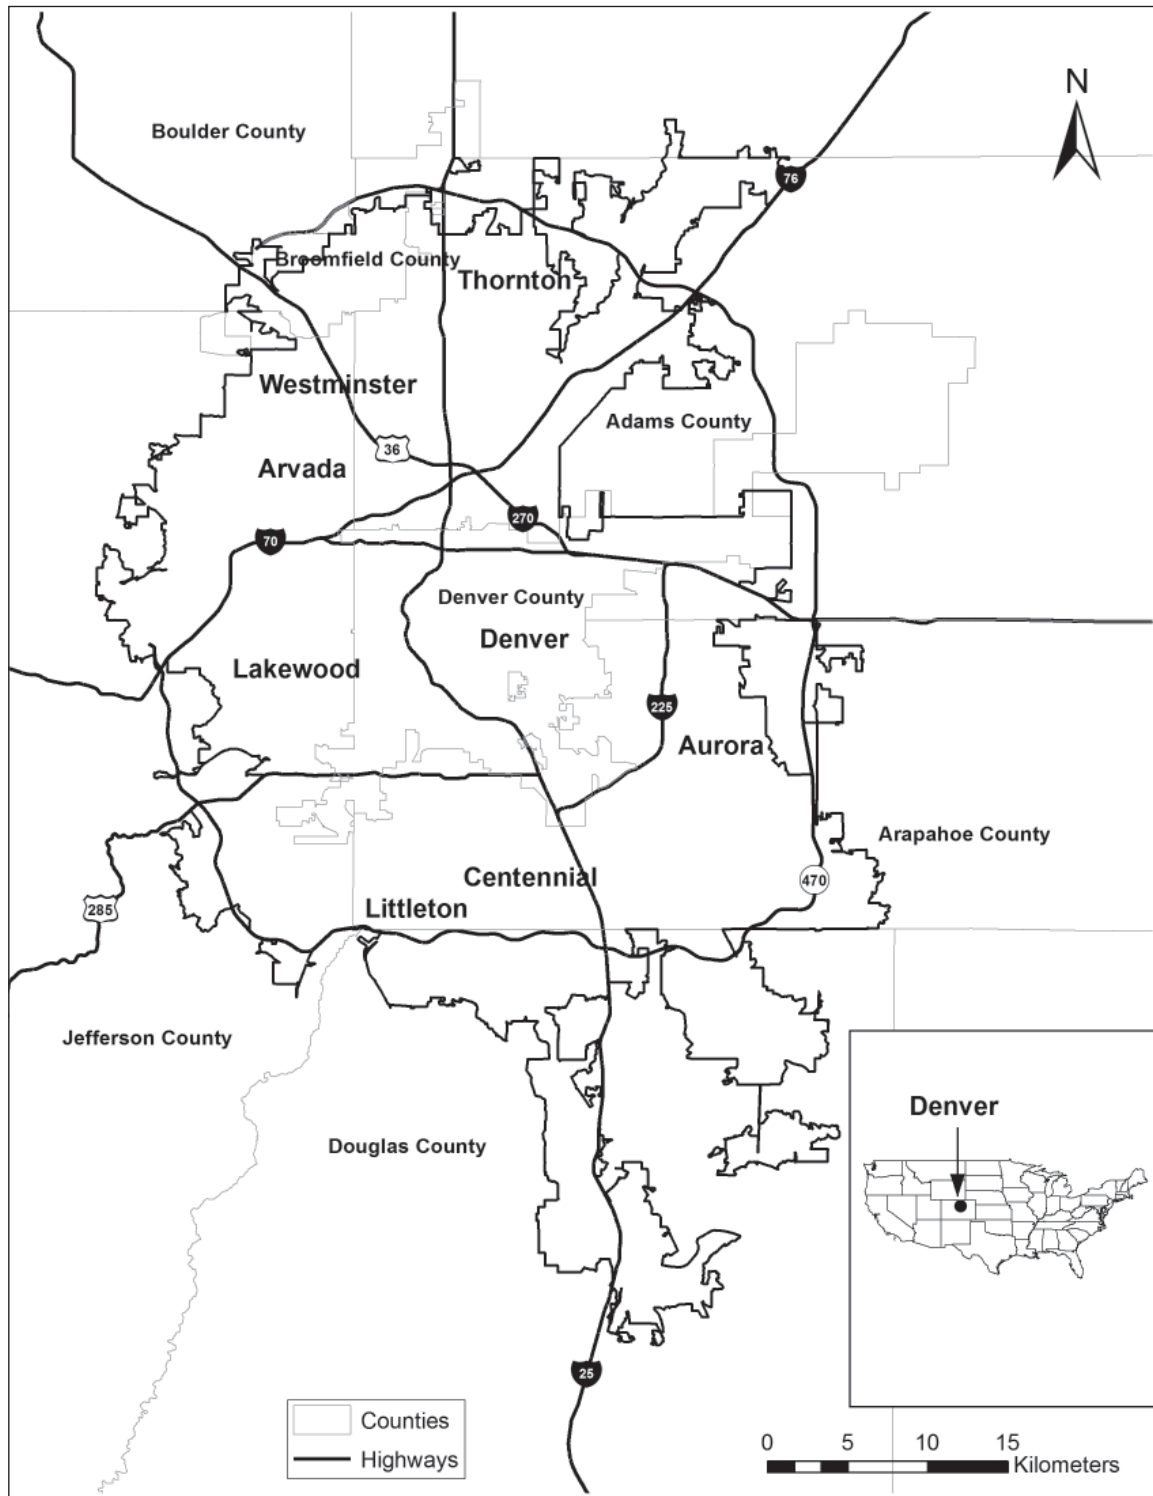 N
Boulder County
76
Broomfield County
Thornton
Westminster
Adams County
36
Arvada
270
70
Denver County
Denver
Lakewood
225
Aurora
Arapahoe County
Centennial
470
285
Littleton
Jefferson County
Denver
Douglas County
25
Counties
Highways
0 5 10 15
Kilometers